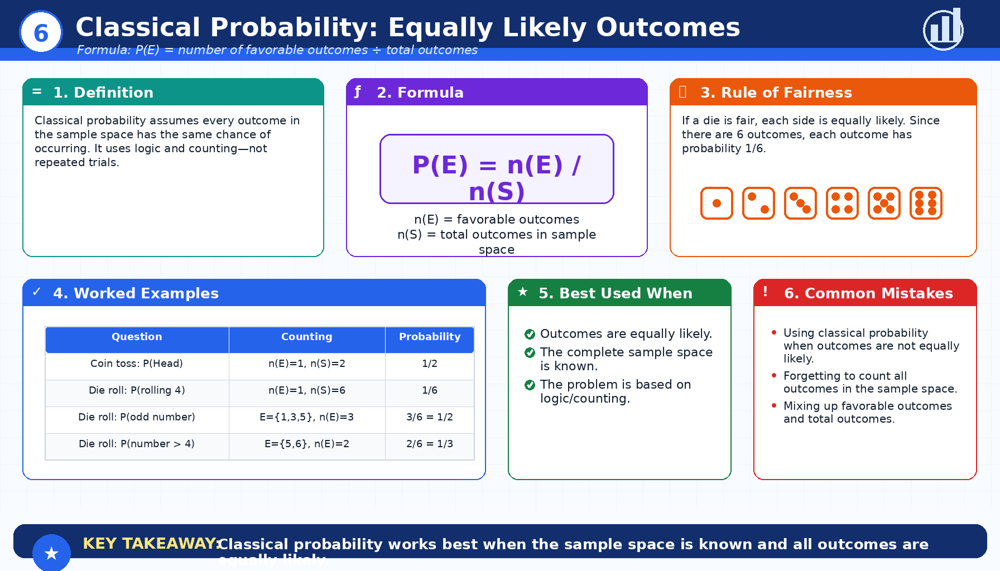 6
Classical Probability: Equally Likely Outcomes
Formula: P(E) = number of favorable outcomes ÷ total outcomes
= 1. Definition
Classical probability assumes every outcome in
the sample space has the same chance of
occurring. It uses logic and counting—not
repeated trials.
ƒ 2. Formula
P(E) = n(E) /
n(S)
n(E) = favorable outcomes
n(S) = total outcomes in sample
space
3. Rule of Fairness
If a die is fair, each side is equally likely. Since
there are 6 outcomes, each outcome has
probability 1/6.
✓ 4. Worked Examples
Question Counting Probability
Coin toss: P(Head) n(E)=1, n(S)=2 1/2
Die roll: P(rolling 4) n(E)=1, n(S)=6 1/6
Die roll: P(odd number) E={1,3,5}, n(E)=3 3/6 = 1/2
Die roll: P(number > 4) E={5,6}, n(E)=2 2/6 = 1/3
★ 5. Best Used When
Outcomes are equally likely.
The complete sample space
is known.
The problem is based on
logic/counting.
! 6. Common Mistakes
• Using classical probability
when outcomes are not equally
likely.
• Forgetting to count all
outcomes in the sample space.
• Mixing up favorable outcomes
and total outcomes.
★ KEY TAKEAWAY: Classical probability works best when the sample space is known and all outcomes are
equally likely.